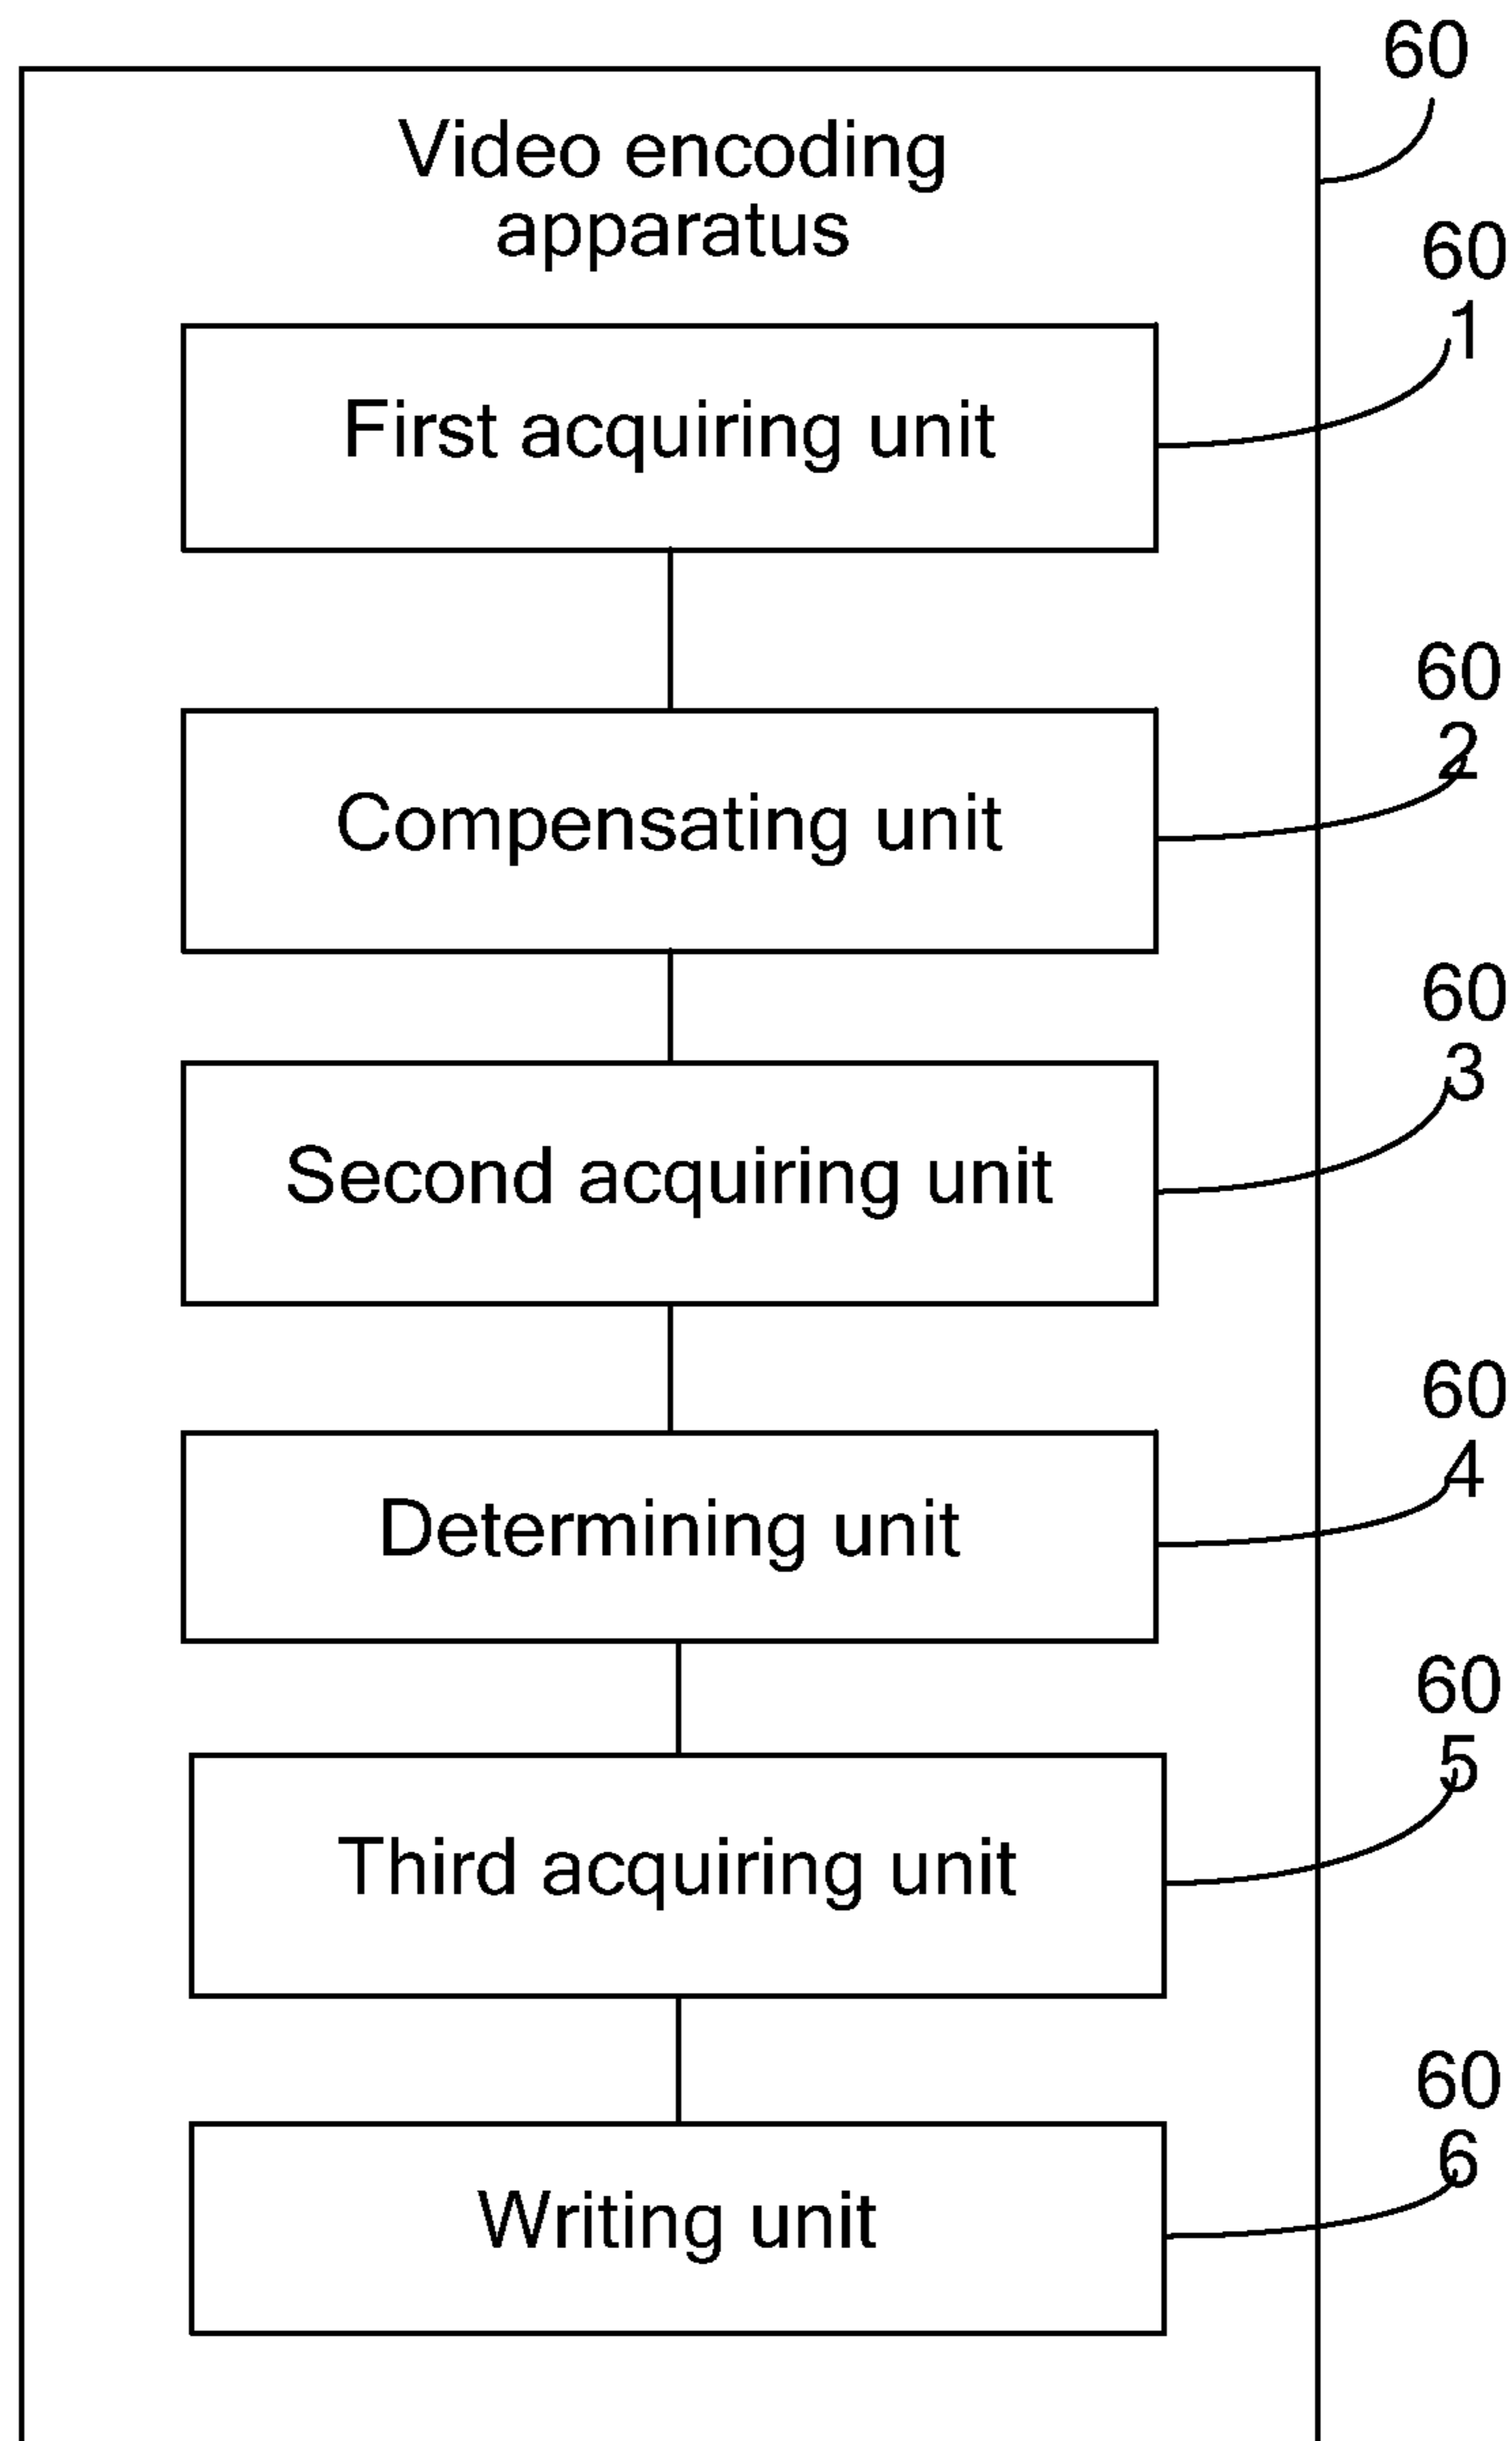 60
Video encoding
apparatus
60
1
First acquiring unit
60
2
Compensating unit
60
3
Second acquiring unit
60
4
Determining unit
60
5
Third acquiring unit
60
6
Writing unit